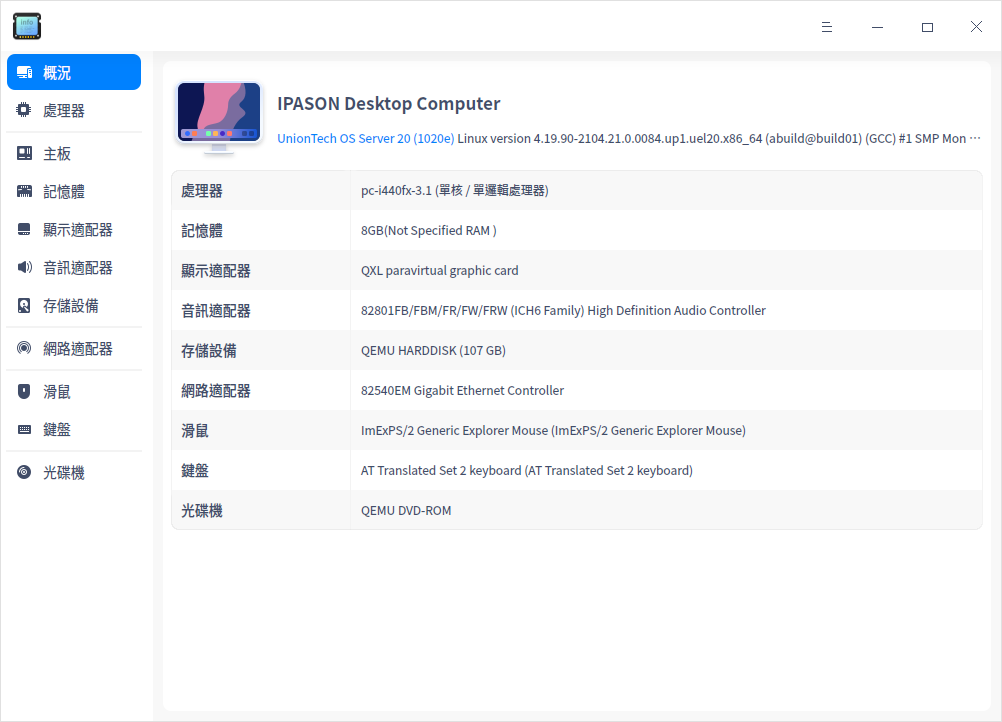 info
概況
處理器
主板
記憶體
顯示適配器
音訊適配器
存儲設備
網路適配器
滑鼠
鍵盤
光碟機
IPASON Desktop Computer
UnionTech OS Server 20 (1020e) Linux version 4.19.90-2104.21.0.0084.up1.uel20.x86_64 (abuild@build01) (GCC) #1 SMP Mon ···
處理器 pc-i440fx-3.1 (單核 / 單邏輯處理器)
記憶體 8GB(Not Specified RAM )
顯示適配器 QXL paravirtual graphic card
音訊適配器 82801FB/FBM/FR/FW/FRW (ICH6 Family) High Definition Audio Controller
存儲設備 QEMU HARDDISK (107 GB)
網路適配器 82540EM Gigabit Ethernet Controller
滑鼠 ImExPS/2 Generic Explorer Mouse (ImExPS/2 Generic Explorer Mouse)
鍵盤 AT Translated Set 2 keyboard (AT Translated Set 2 keyboard)
光碟機 QEMU DVD-ROM